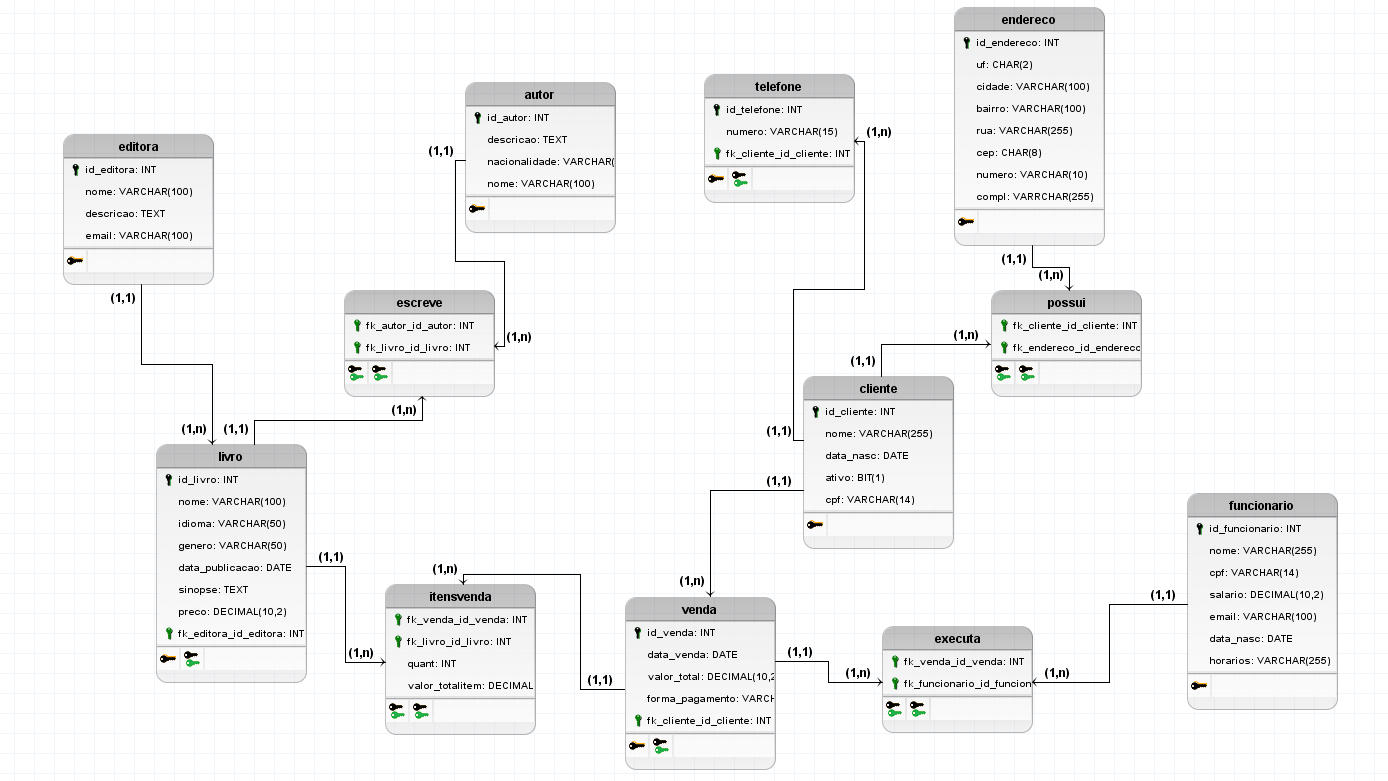 endereco
id_endereco: INT
uf: CHAR(2)
cidade: VARCHAR(100)
bairro: VARCHAR(100)
rua: VARCHAR(255)
cep: CHAR(8)
numero: VARCHAR(10)
compl: VARRCHAR(255)
(1,1)
(1,n)
telefone
id_telefone: INT
numero: VARCHAR(15)
fk_cliente_id_cliente: INT
(1,n)
autor
id_autor: INT
descricao: TEXT
nacionalidade: VARCHAR(
nome: VARCHAR(100)
(1,1)
editora
id_editora: INT
nome: VARCHAR(100)
descricao: TEXT
email: VARCHAR(100)
(1,1)
escreve
fk_autor_id_autor: INT
fk_livro_id_livro: INT
(1,n)
(1,n)
possui
fk_cliente_id_cliente: INT
fk_endereco_id_endereco
(1,n)
(1,1)
cliente
id_cliente: INT
nome: VARCHAR(255)
data_nasc: DATE
ativo: BIT(1)
cpf: VARCHAR(14)
(1,1)
(1,1)
(1,n)
(1,n)
(1,1)
livro
id_livro: INT
nome: VARCHAR(100)
idioma: VARCHAR(50)
genero: VARCHAR(50)
data_publicacao: DATE
sinopse: TEXT
preco: DECIMAL(10,2)
fk_editora_id_editora: INT
(1,1)
(1,n)
(1,n)
itensvenda
fk_venda_id_venda: INT
fk_livro_id_livro: INT
quant: INT
valor_totalitem: DECIMAL
(1,1)
venda
id_venda: INT
data_venda: DATE
valor_total: DECIMAL(10,2
forma_pagamento: VARCH
fk_cliente_id_cliente: INT
(1,1)
(1,n)
executa
fk_venda_id_venda: INT
fk_funcionario_id_funcion
(1,n)
(1,1)
funcionario
id_funcionario: INT
nome: VARCHAR(255)
cpf: VARCHAR(14)
salario: DECIMAL(10,2)
email: VARCHAR(100)
data_nasc: DATE
horarios: VARCHAR(255)